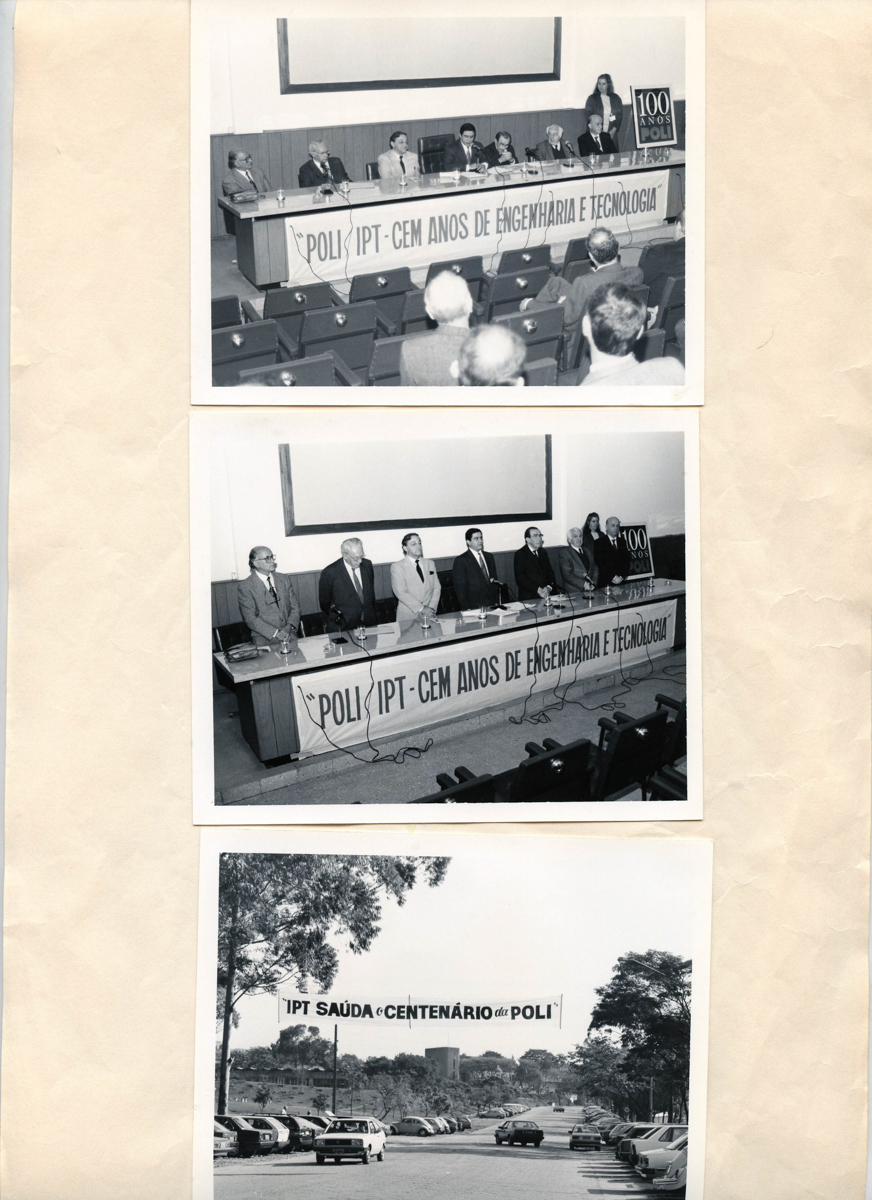 100
ANOS
POLI
"POLI IPT - CEM ANOS DE ENGENHARIA E TECNOLOGIA"
100
NOS
POLI
"POLI IPT - CEM ANOS DE ENGENHARIA E TECNOLOGIA"
"IPT SAÚDA o CENTENÁRIO da POLI"